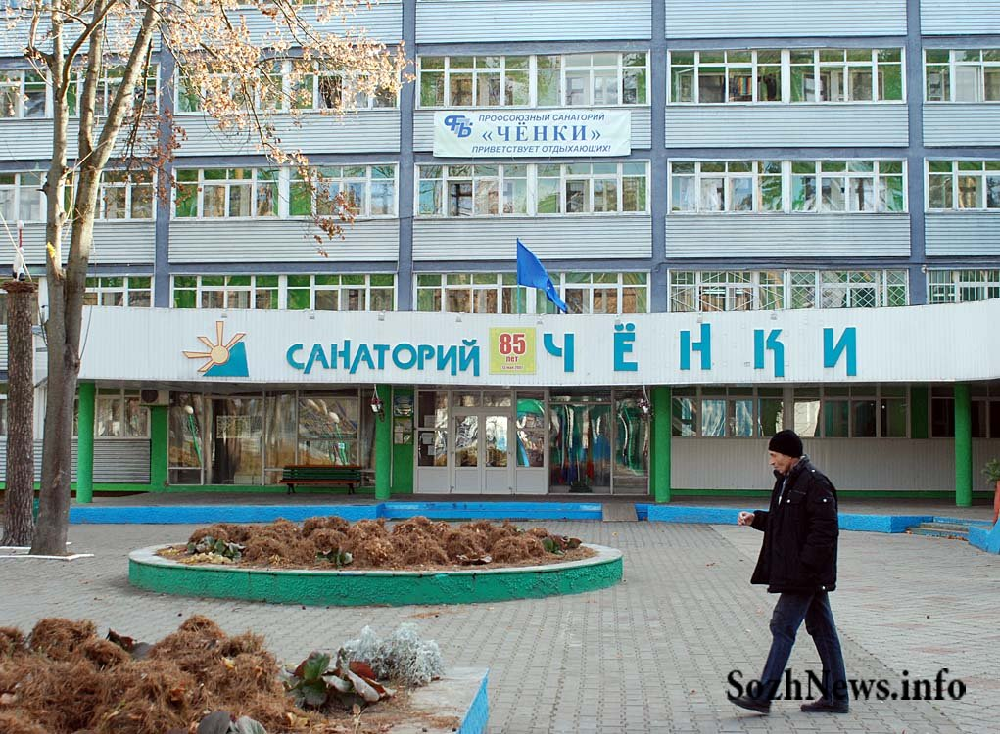 ФПБ
ПРОФСОЮЗНЫЙ САНАТОРИЙ
«ЧЁНКИ»
ПРИВЕТСТВУЕТ ОТДЫХАЮЩИХ!
САНАТОРИЙ
85
лет
ЧЁНКИ
SozhNews.info